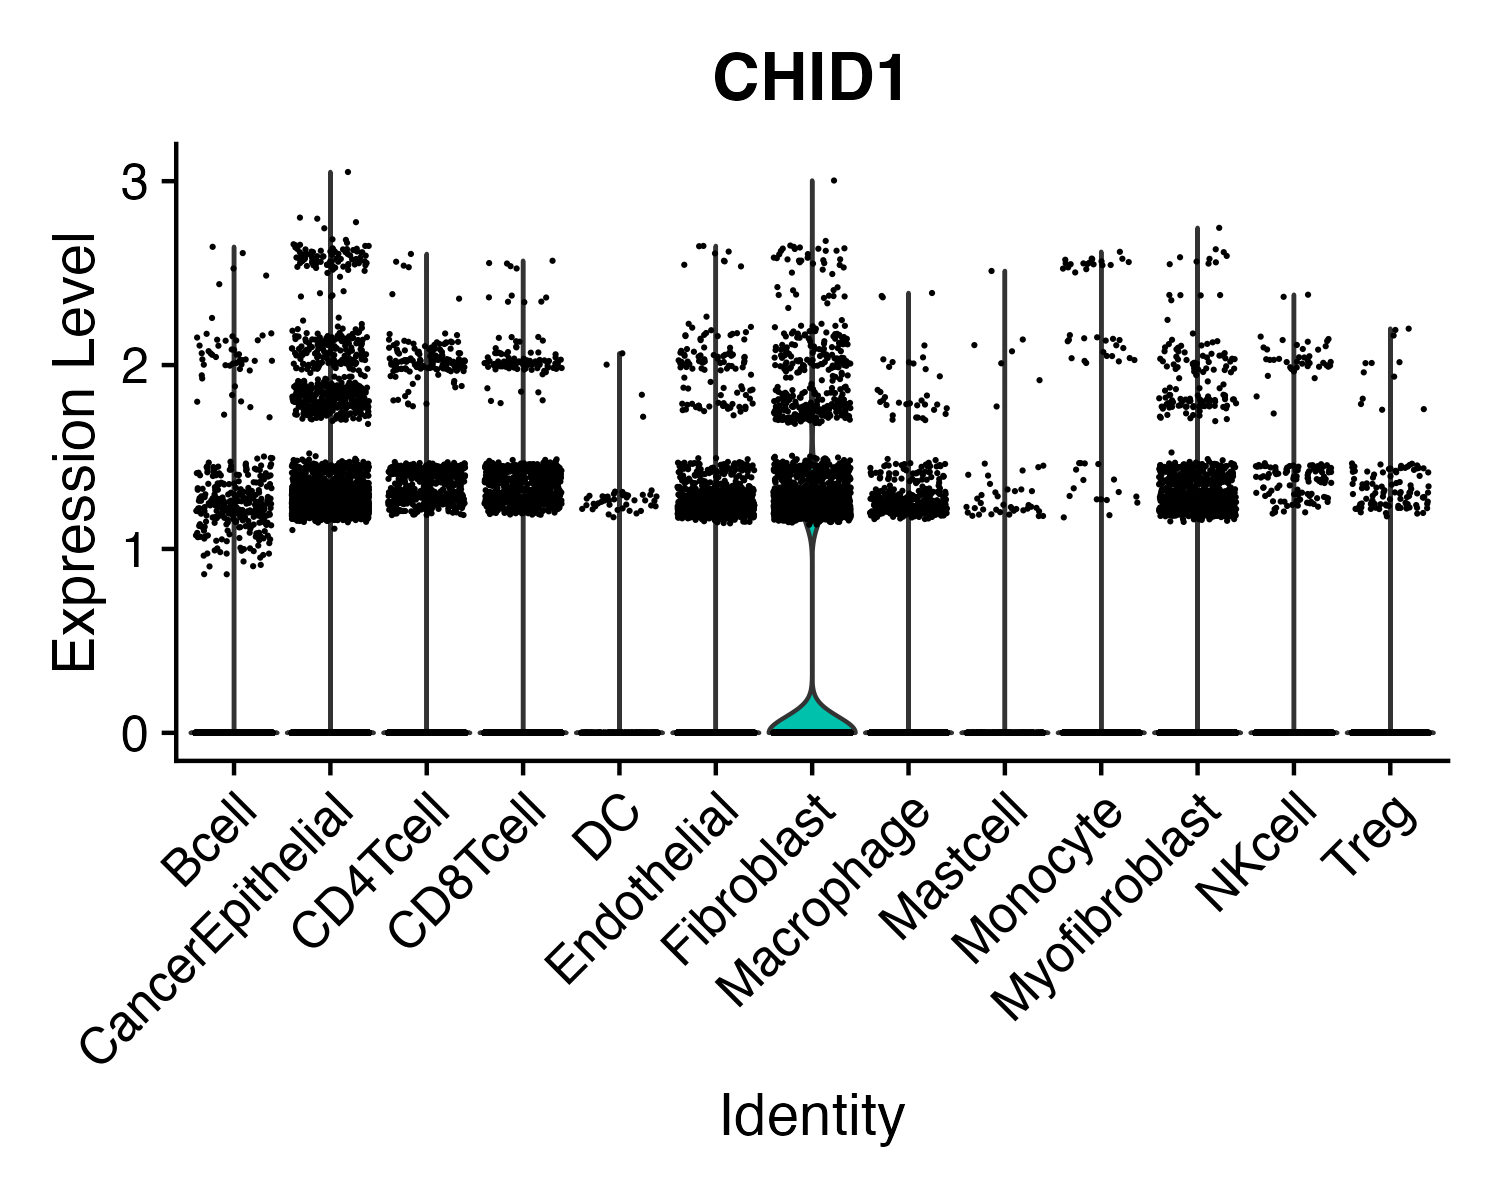 CHID1
Expression Level
3
2
1
0
Bcell
CancerEpithelial
CD4Tcell
CD8Tcell
DC
Endothelial
Fibroblast
Macrophage
Mastcell
Monocyte
Myofibroblast
NKcell
Treg
Identity